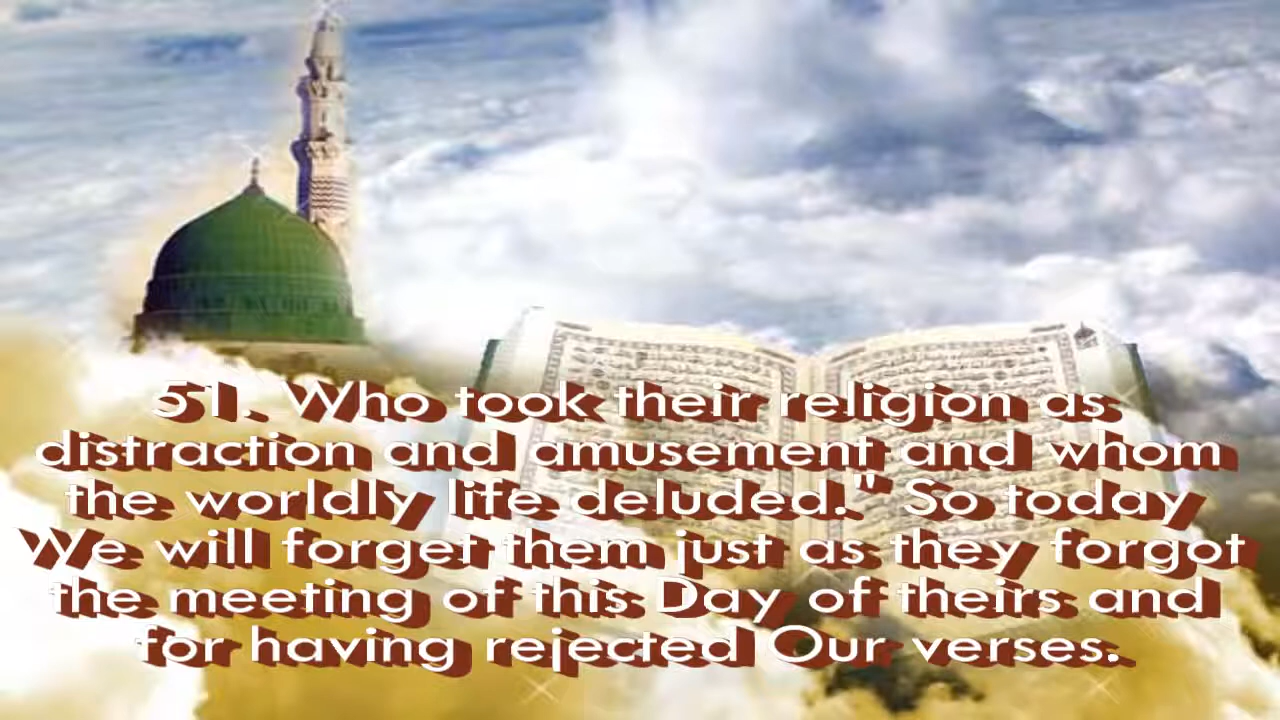 51. Who took their religion as
distraction and amusement and whom
the worldly life deluded." So today
We will forget them just as they forgot
the meeting of this Day of theirs and
for having rejected Our verses.